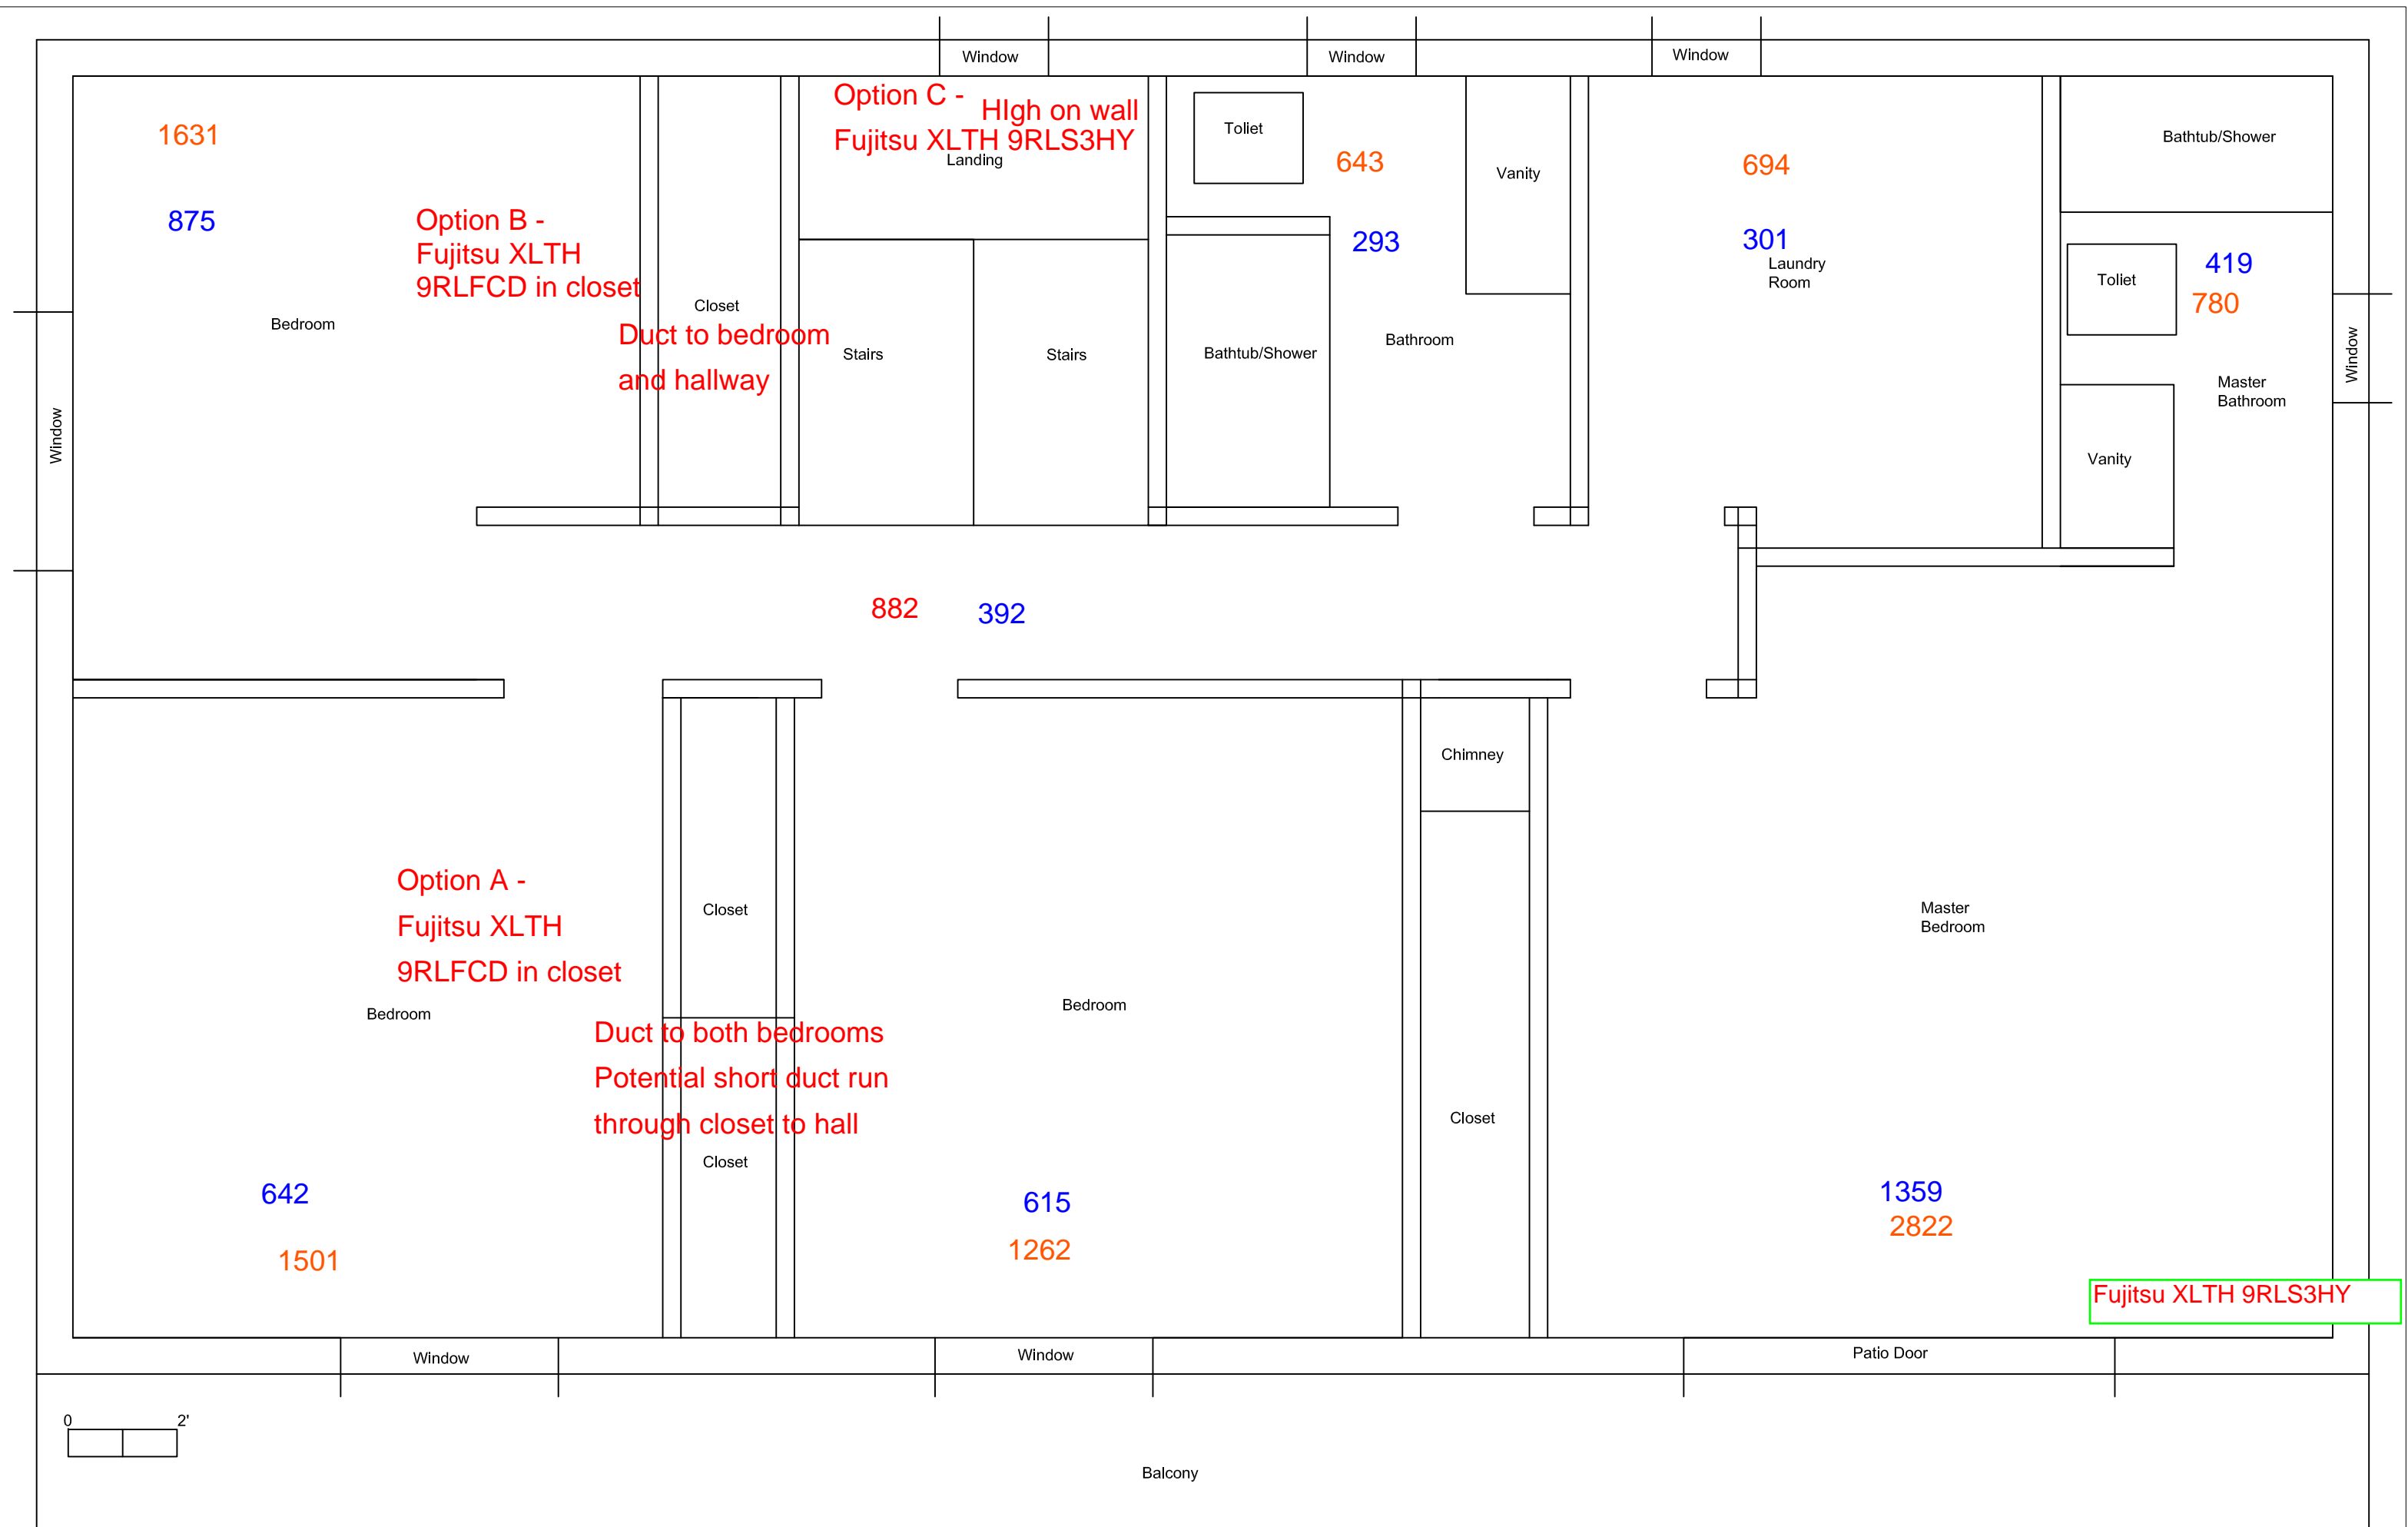 Window
Window
Window
Option C -
HIgh on wall
Fujitsu XLTH 9RLS3HY
Landing
1631
875
Option B -
Fujitsu XLTH
9RLFCD in closet
Bedroom
Closet
Duct to bedroom
and hallway
Stairs
Stairs
Toliet
643
293
Vanity
Bathtub/Shower
Bathroom
694
301
Laundry
Room
Bathtub/Shower
Toliet
419
780
Master
Bathroom
Vanity
Window
Window
882
392
Chimney
Option A -
Fujitsu XLTH
9RLFCD in closet
Closet
Bedroom
Duct to both bedrooms
Potential short duct run
through closet to hall
Closet
642
1501
Bedroom
615
1262
Closet
Master
Bedroom
1359
2822
Fujitsu XLTH 9RLS3HY
Window
Window
Patio Door
0
2'
Balcony